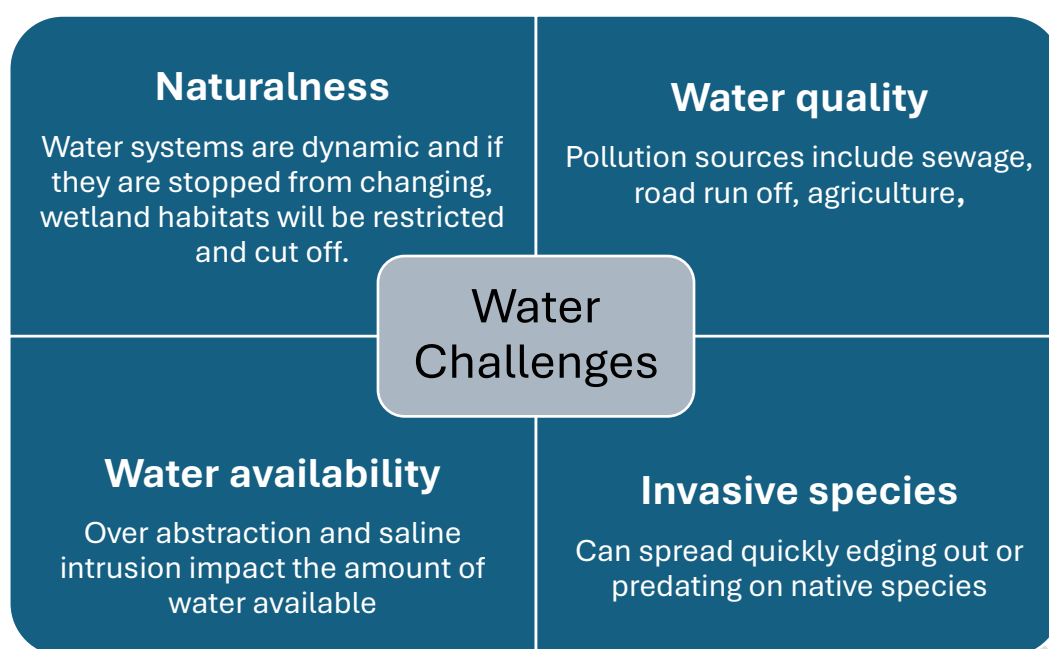 Naturalness
Water systems are dynamic and if
they are stopped from changing,
wetland habitats will be restricted
and cut off.
Water quality
Pollution sources include sewage,
road run off, agriculture,
Water
Challenges
Water availability
Over abstraction and saline
intrusion impact the amount of
water available
Invasive species
Can spread quickly edging out or
predating on native species